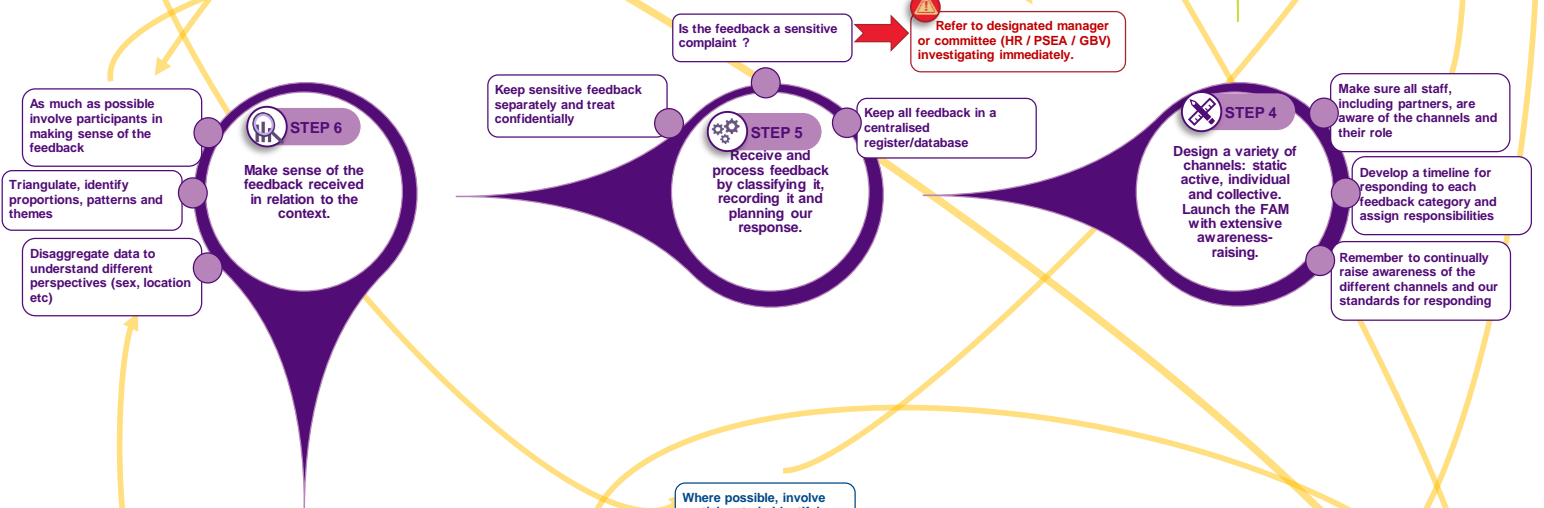 Is the feedback a sensitive
complaint ?
Refer to designated manager
or committee (HR / PSEA / GBV)
investigating immediately.
As much as possible
involve participants in
making sense of the
feedback
Triangulate, identify
proportions, patterns and
themes
Disaggregate data to
understand different
perspectives (sex, location
etc)
STEP 6
Make sense of the
feedback received
in relation to the
context.
Keep sensitive feedback
separately and treat
confidentially
Keep all feedback in a
centralised
register/database
STEP 5
Receive and
process feedback
by classifying it,
recording it and
planning our
response.
STEP 4
Design a variety of
channels: static
active, individual
and collective.
Launch the FAM
with extensive
awareness-
raising.
Make sure all staff,
including partners, are
aware of the channels and
their role
Develop a timeline for
responding to each
feedback category and
assign responsibilities
Remember to continually
raise awareness of the
different channels and our
standards for responding
Where possible, involve